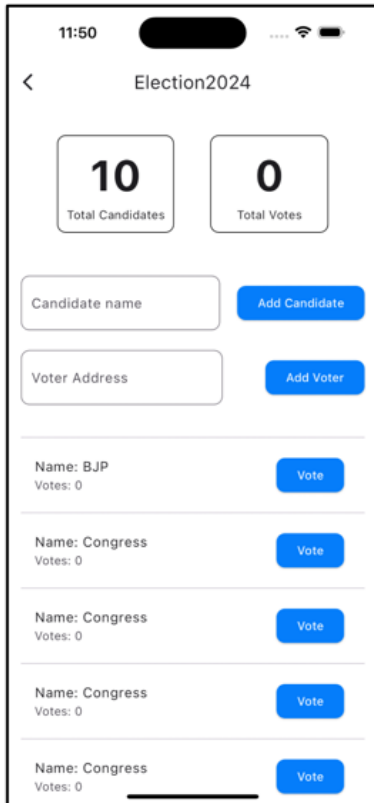 11:50
Election2024
10
Total Candidates
0
Total Votes
Candidate name
Add Candidate
Voter Address
Add Voter
Name: BJP
Votes: 0
Vote
Name: Congress
Votes: 0
Vote
Name: Congress
Votes: 0
Vote
Name: Congress
Votes: 0
Vote
Name: Congress
Votes: 0
Vote